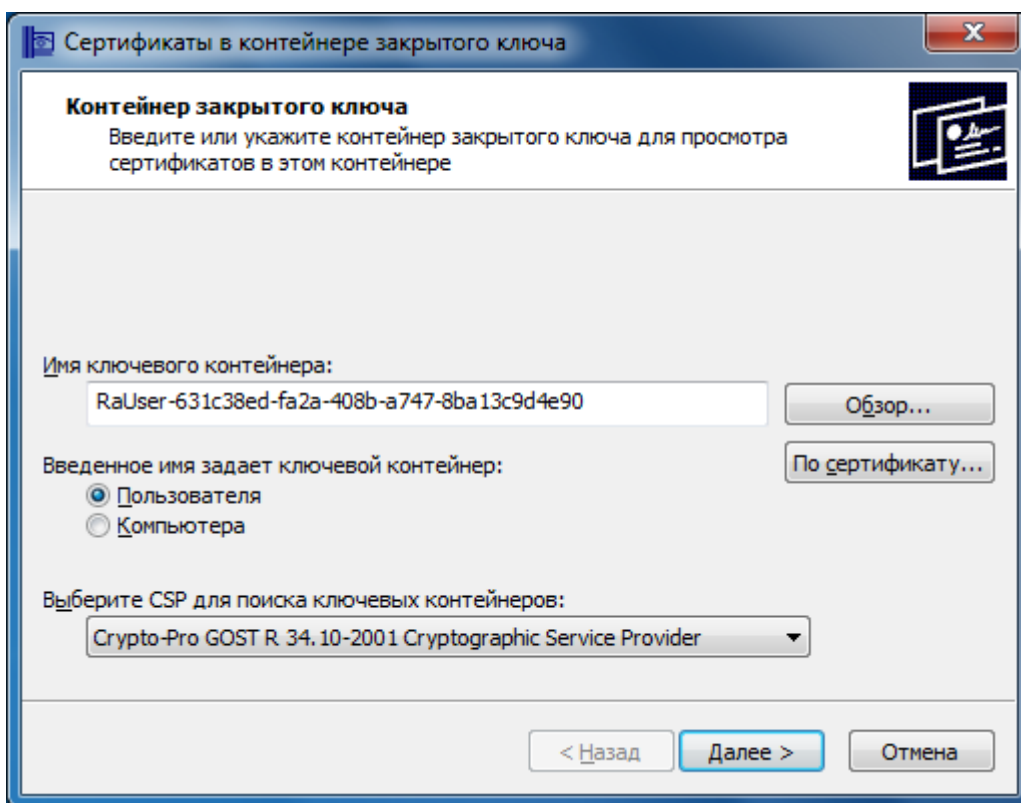 Сертификаты в контейнере закрытого ключа
Контейнер закрытого ключа
Введите или укажите контейнер закрытого ключа для просмотра
сертификатов в этом контейнере
Имя ключевого контейнера:
RaUser-631c38ed-fa2a-408b-a747-8ba13c9d4e90
Обзор...
Введенное имя задает ключевой контейнер:
По сертификату...
Пользователя
Компьютера
Выберите CSP для поиска ключевых контейнеров:
Crypto-Pro GOST R 34.10-2001 Cryptographic Service Provider
< Назад
Далее >
Отмена